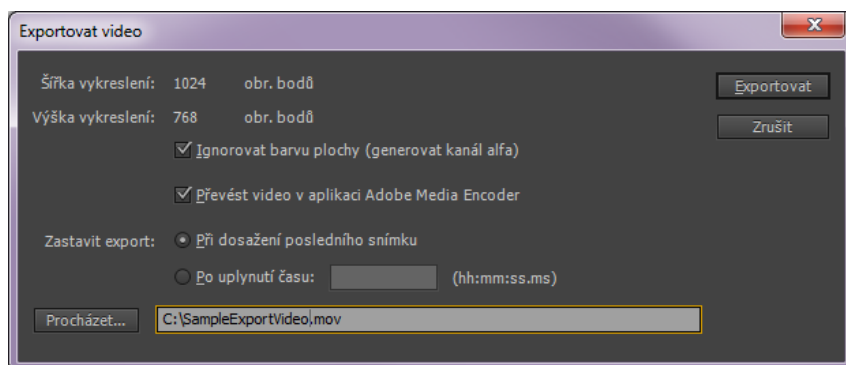 Exportovat video
Šířka vykreslení: 1024 obr. bodů
Exportovat
Výška vykreslení: 768 obr. bodů
Zrušit
Ignorovat barvu plochy (generovat kanál alfa)
Převést video v aplikaci Adobe Media Encoder
Zastavit export: Při dosažení posledního snímku
Po uplynutí času: (hh:mm:ss.ms)
Procházet... C:\SampleExportVideo.mov